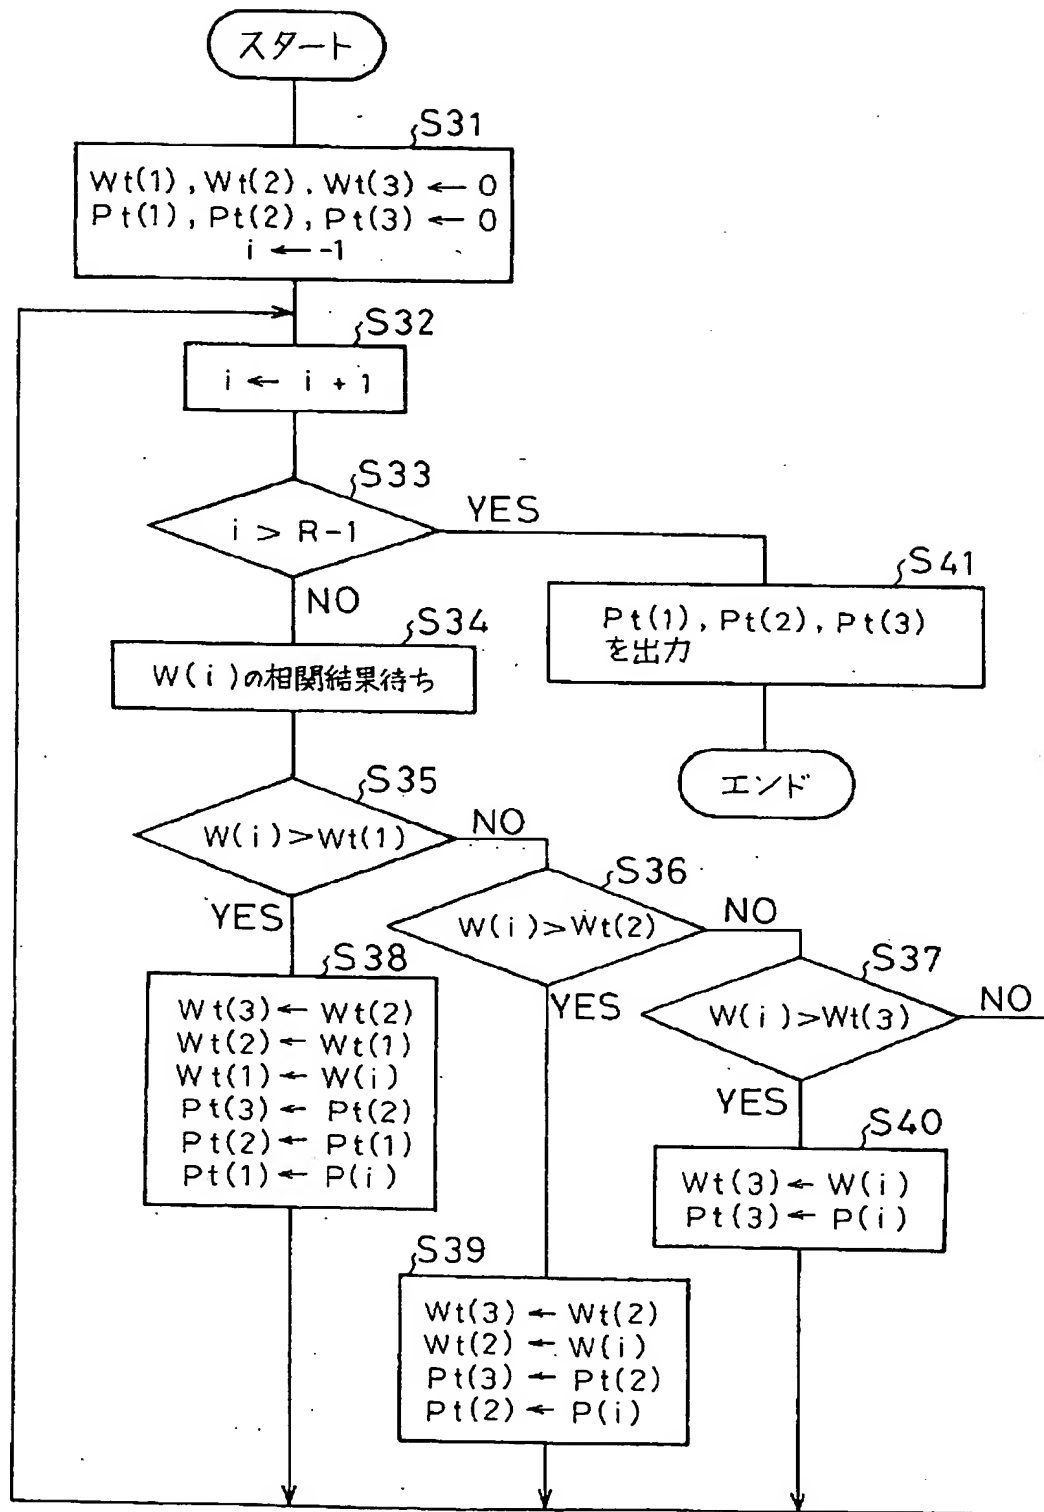 スタート
S31
Wt(1), Wt(2), Wt(3) ← 0
Pt(1), Pt(2), Pt(3) ← 0
i ← -1
S32
i ← i + 1
S33
i > R-1
YES
NO
S41
Pt(1), Pt(2), Pt(3)
を出力
エンド
S34
W(i)の相関結果待ち
S35
W(i)>Wt(1)
NO
YES
S36
W(i)>Wt(2)
NO
YES
S37
W(i)>Wt(3)
NO
YES
S38
Wt(3) ← Wt(2)
Wt(2) ← Wt(1)
Wt(1) ← W(i)
Pt(3) ← Pt(2)
Pt(2) ← Pt(1)
Pt(1) ← P(i)
S40
Wt(3) ← W(i)
Pt(3) ← P(i)
S39
Wt(3) ← Wt(2)
Wt(2) ← W(i)
Pt(3) ← Pt(2)
Pt(2) ← P(i)